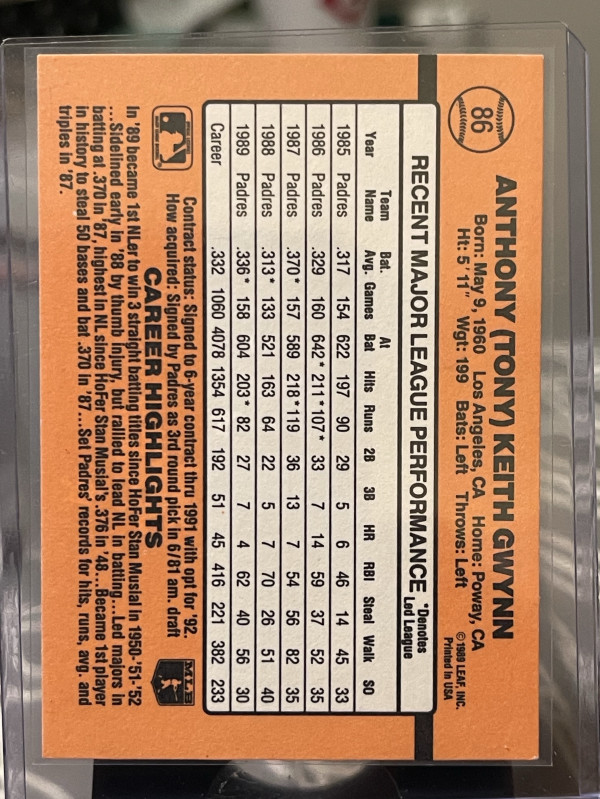 86
ANTHONY (TONY) KEITH GWYNN
Born: May 9, 1960 Los Angeles, CA Home: Poway, CA
Ht: 5'11" Wgt: 199 Bats: Left Throws: Left
©1989 LEAF, INC.
Printed in USA
RECENT MAJOR LEAGUE PERFORMANCE *Denotes
Led League
Team Bat. At
Year Name Avg. Games Bat Hits Runs 2B 3B HR RBI Steal Walk SO
1985 Padres .317 154 622 197 90 29 5 6 46 14 45 33
1986 Padres .329 160 642* 211* 107* 33 7 14 59 37 52 35
1987 Padres .370* 157 589 218* 119 36 13 7 54 56 82 35
1988 Padres .313* 133 521 163 64 22 5 7 70 26 51 40
1989 Padres .336* 158 604 203* 82 27 7 4 62 40 56 30
Career .332 1060 4078 1354 617 192 51 45 416 221 382 233
Contract status: Signed to 6-year contract thru 1991 with opt for '92.
How acquired: Signed by Padres as 3rd round pick in 6/81 am. draft
CAREER HIGHLIGHTS
MLB
In '89 became 1st NLer to win 3 straight batting titles since HoFer Stan Musial in 1950-'51-'52
...Sidelined early in '88 by thumb injury, but rallied to lead NL in batting...Led majors in
batting at .370 in '87, highest in NL since HoFer Stan Musial's .376 in '48...Became 1st player
in history to steal 50 bases and bat .370 in '87...Set Padres' records for hits, runs, avg. and
triples in '87.